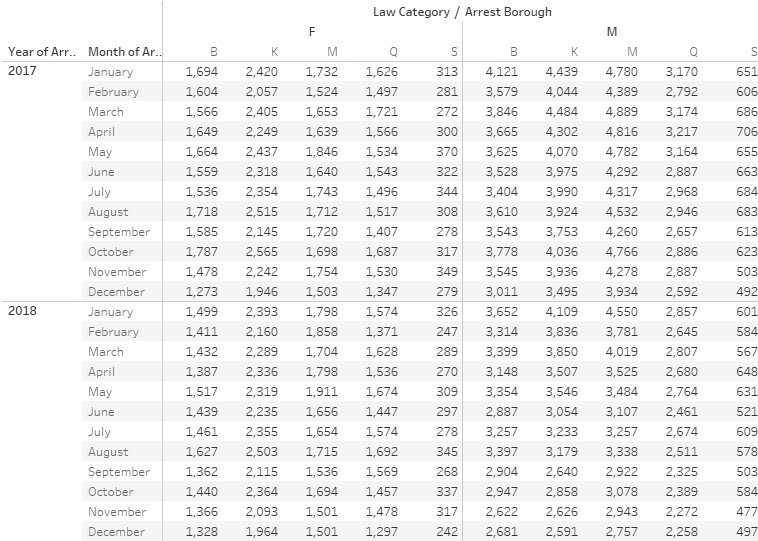 Law Category / Arrest Borough
F M
Year of Arr.. Month of Ar.. B K M Q S B K M Q S
2017 January 1,694 2,420 1,732 1,626 313 4,121 4,439 4,780 3,170 651
February 1,604 2,057 1,524 1,497 281 3,579 4,044 4,389 2,792 606
March 1,566 2,405 1,653 1,721 272 3,846 4,484 4,889 3,174 686
April 1,649 2,249 1,639 1,566 300 3,665 4,302 4,816 3,217 706
May 1,664 2,437 1,846 1,534 370 3,625 4,070 4,782 3,164 655
June 1,559 2,318 1,640 1,543 322 3,528 3,975 4,292 2,887 663
July 1,536 2,354 1,743 1,496 344 3,404 3,990 4,317 2,968 684
August 1,718 2,515 1,712 1,517 308 3,610 3,924 4,532 2,946 683
September 1,585 2,145 1,720 1,407 278 3,543 3,753 4,260 2,657 613
October 1,787 2,565 1,698 1,687 317 3,778 4,036 4,766 2,886 623
November 1,478 2,242 1,754 1,530 349 3,545 3,936 4,278 2,887 503
December 1,273 1,946 1,503 1,347 279 3,011 3,495 3,934 2,592 492
2018 January 1,499 2,393 1,798 1,574 326 3,652 4,109 4,550 2,857 601
February 1,411 2,160 1,858 1,371 247 3,314 3,836 3,781 2,645 584
March 1,432 2,289 1,704 1,628 289 3,399 3,850 4,019 2,807 567
April 1,387 2,336 1,798 1,536 270 3,148 3,507 3,525 2,680 648
May 1,517 2,319 1,911 1,674 309 3,354 3,546 3,484 2,764 631
June 1,439 2,235 1,656 1,447 297 2,887 3,054 3,107 2,461 521
July 1,461 2,355 1,654 1,574 278 3,257 3,233 3,257 2,674 609
August 1,627 2,503 1,715 1,692 345 3,397 3,179 3,338 2,511 578
September 1,362 2,115 1,536 1,569 268 2,904 2,640 2,922 2,325 503
October 1,440 2,364 1,694 1,457 337 2,947 2,858 3,078 2,389 584
November 1,366 2,093 1,501 1,478 317 2,622 2,626 2,943 2,272 477
December 1,328 1,964 1,501 1,297 242 2,681 2,591 2,757 2,258 497